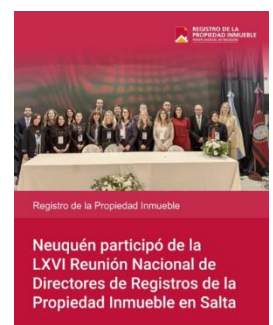 REGISTRO DE LA
PROPIEDAD INMUEBLE
Registro de la Propiedad Inmueble
Neuquén participó de la
LXVI Reunión Nacional de
Directores de Registros de la
Propiedad Inmueble en Salta